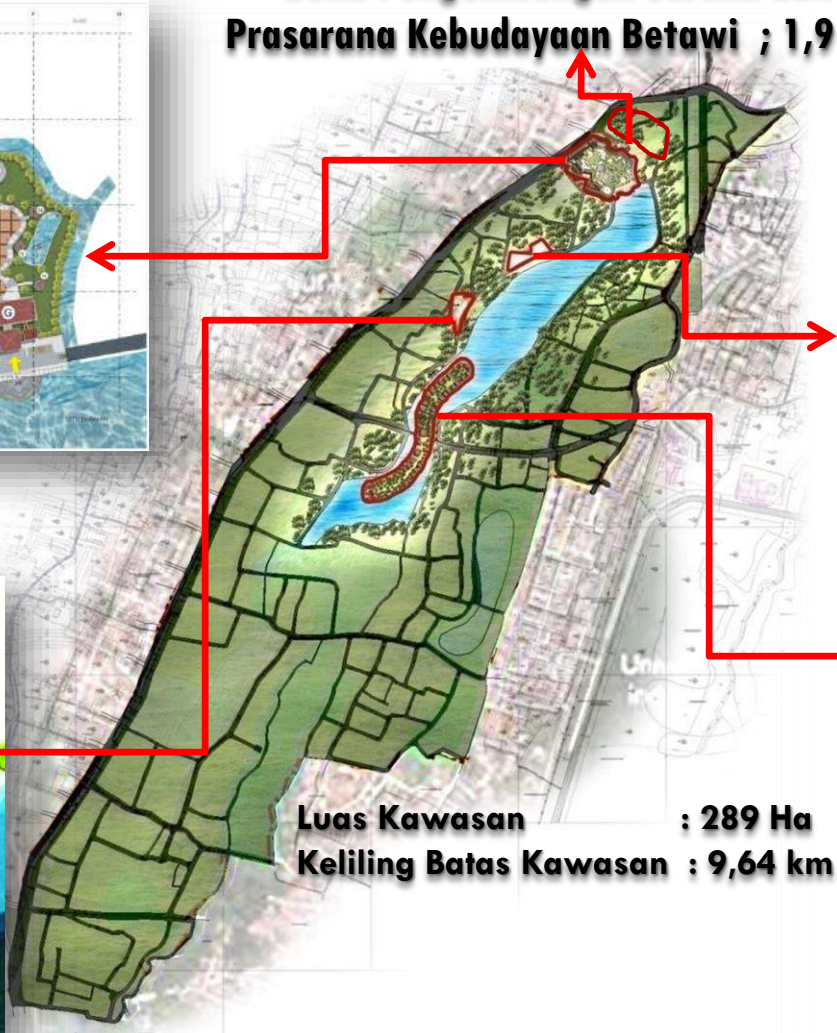 Prasarana Kebudayaan Betawi ; 1,9
G
Luas Kawasan : 289 Ha
Keliling Batas Kawasan : 9,64 km